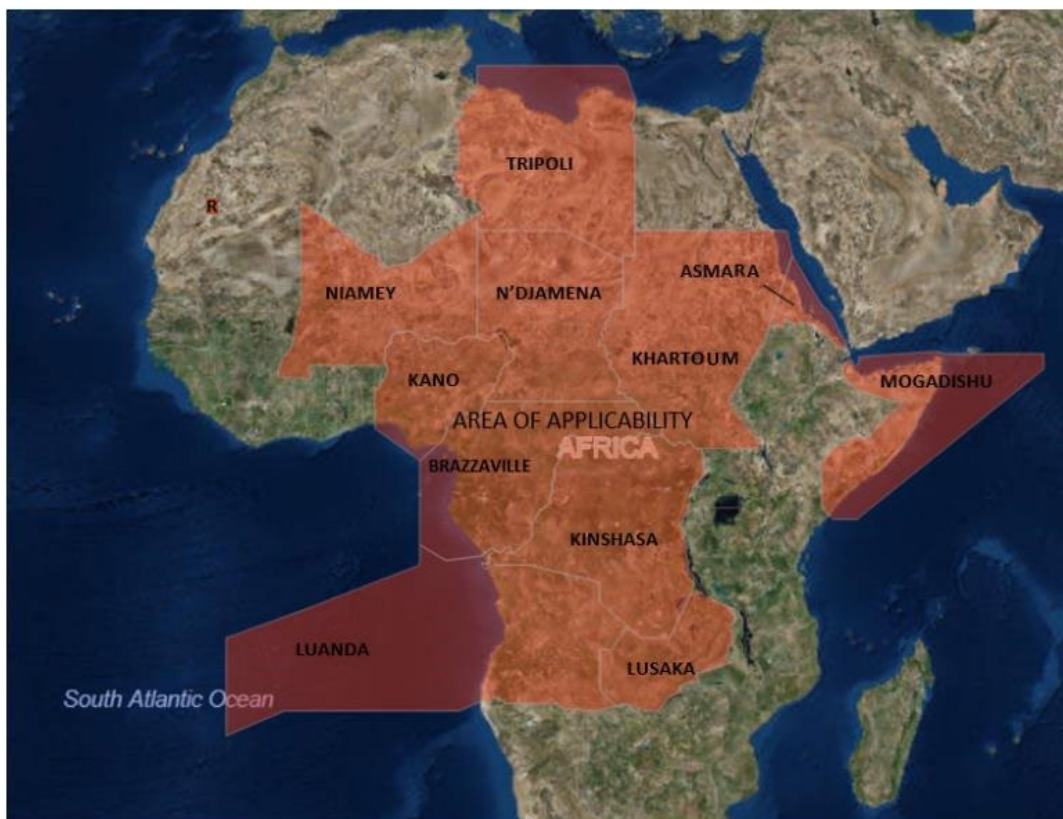 TRIPOLI
R
ASMARA
NIAMEY
N'DJAMENA
KHARTOUM
KANO
MOGADISHU
AREA OF APPLICABILITY
AFRICA
BRAZZAVILLE
KINSHASA
LUANDA
LUSAKA
South Atlantic Ocean